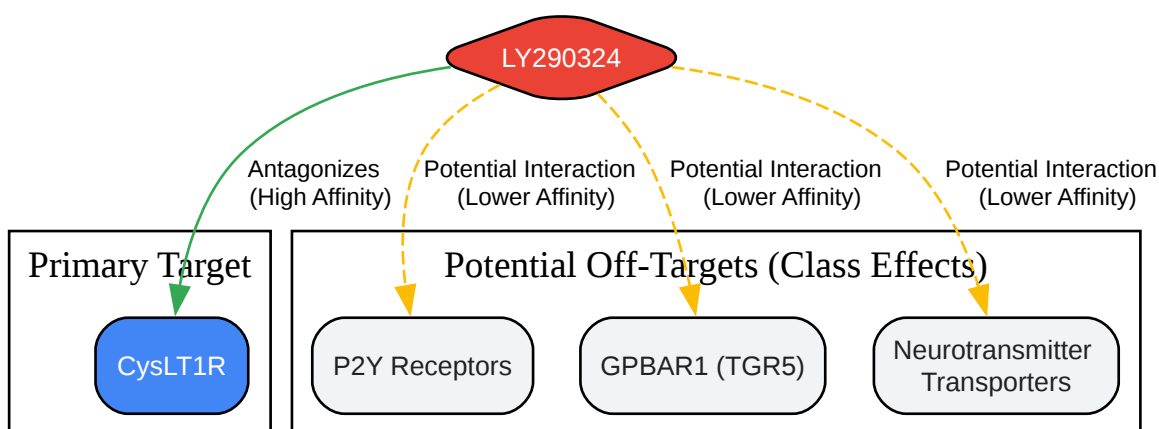 LY290324
Antagonizes
(High Affinity)
Potential Interaction
(Lower Affinity)
Potential Interaction
(Lower Affinity)
Potential Interaction
(Lower Affinity)
Primary Target
Potential Off-Targets (Class Effects)
CysLT1R
P2Y Receptors
GPBAR1 (TGR5)
Neurotransmitter
Transporters